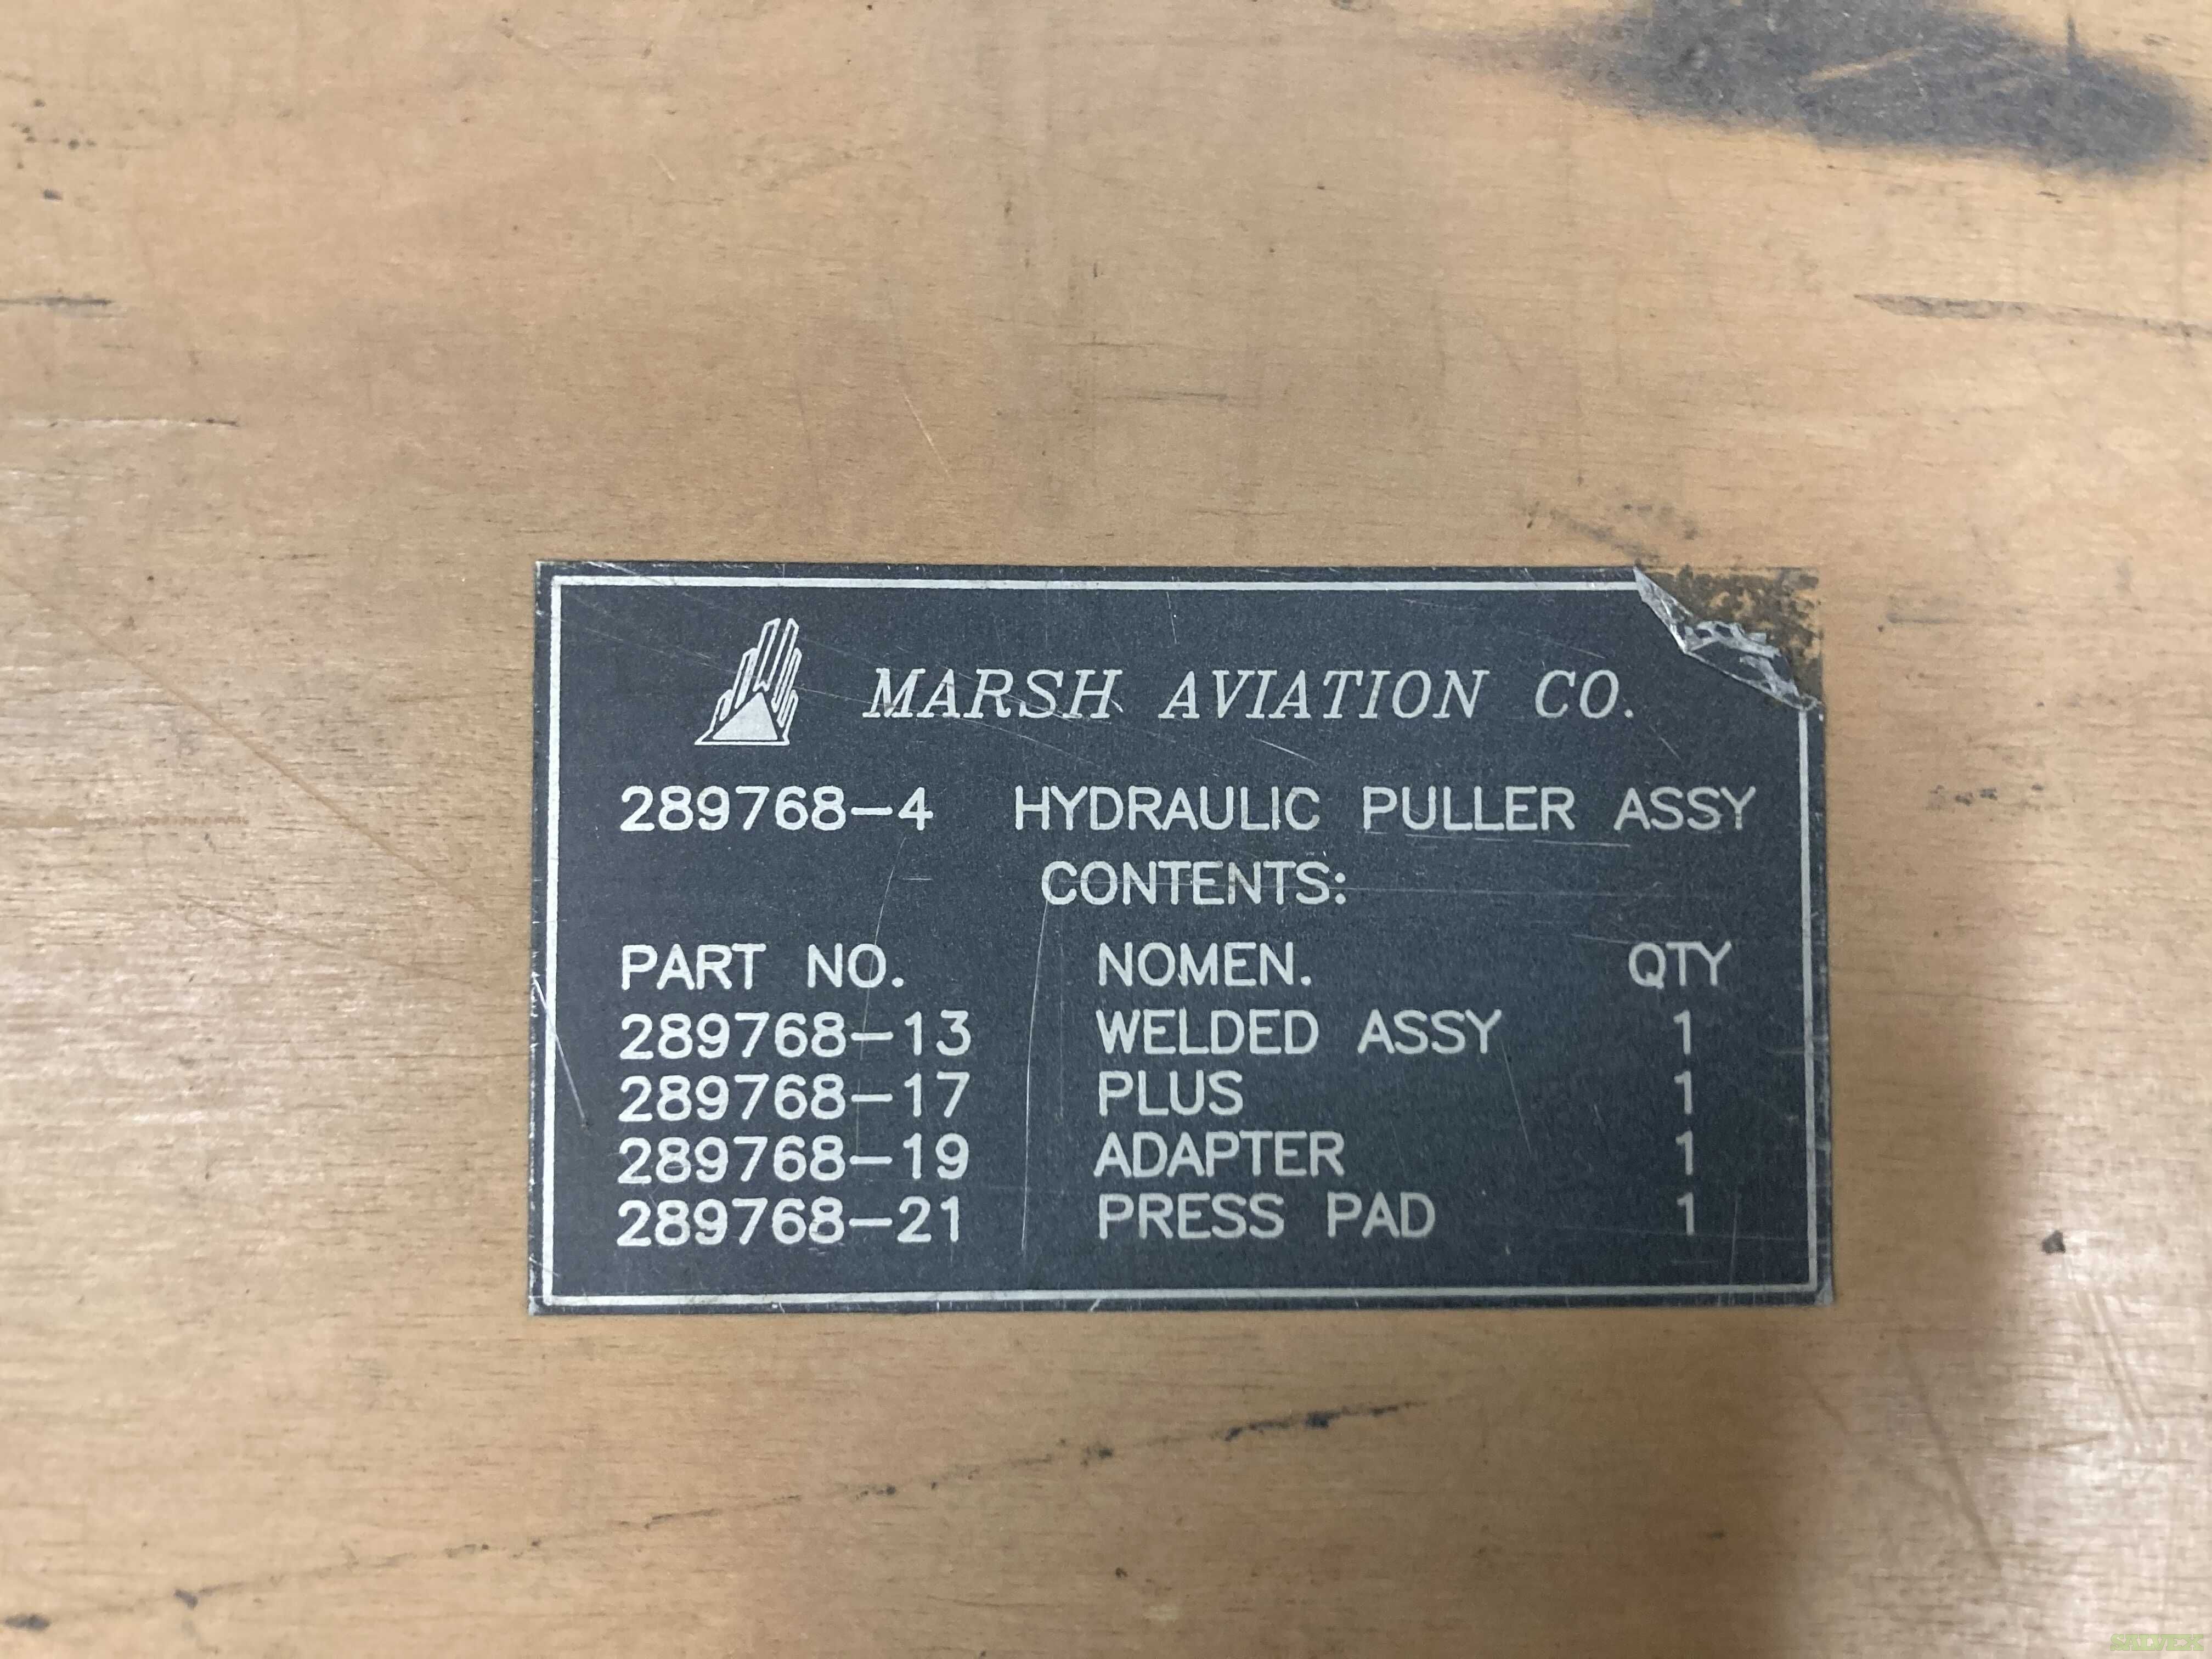 MARSH AVIATION CO.
289768-4 HYDRAULIC PULLER ASSY
CONTENTS:
PART NO. NOMEN. QTY
289768-13 WELDED ASSY 1
289768-17 PLUS 1
289768-19 ADAPTER 1
289768-21 PRESS PAD 1
SALVEX